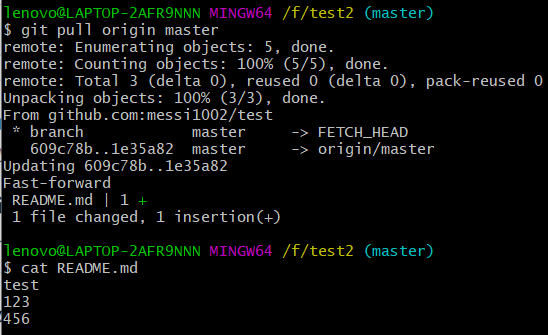 lenovo@LAPTOP-2AFR9NNN MINGW64 /f/test2 (master)
$ git pull origin master
remote: Enumerating objects: 5, done.
remote: Counting objects: 100% (5/5), done.
remote: Total 3 (delta 0), reused 0 (delta 0), pack-reused 0
Unpacking objects: 100% (3/3), done.
From github.com:messi1002/test
 * branch            master     -> FETCH_HEAD
   609c78b..1e35a82  master     -> origin/master
Updating 609c78b..1e35a82
Fast-forward
 README.md | 1 +
 1 file changed, 1 insertion(+)
lenovo@LAPTOP-2AFR9NNN MINGW64 /f/test2 (master)
$ cat README.md
test
123
456